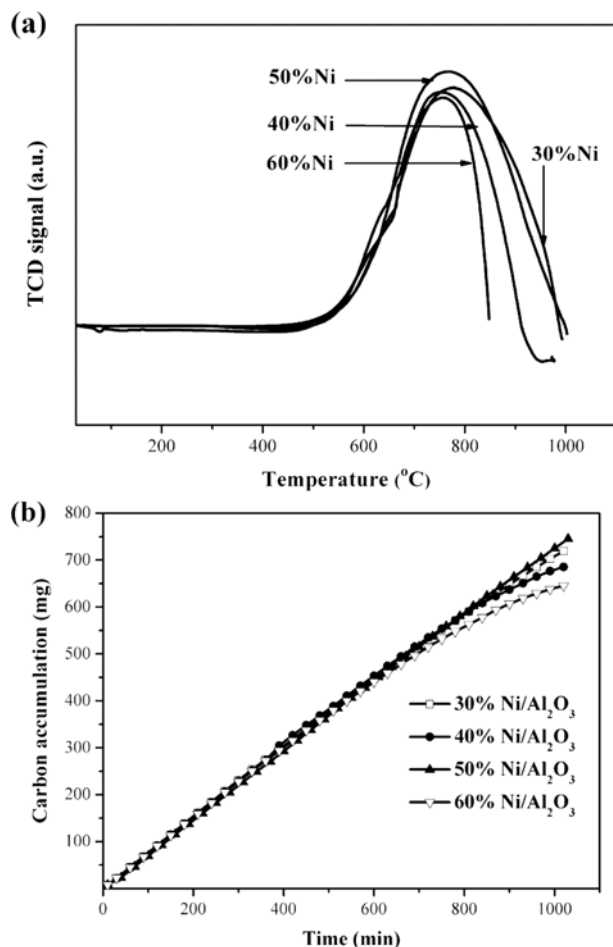 (a)
50%Ni
40%Ni
60%Ni
30%Ni
TCD signal (a.u.)
200 400 600 800 1000
Temperature (°C)
(b)
800
700
600
500
400
300
200
100
Carbon accumulation (mg)
30% Ni/Al₂O₃
40% Ni/Al₂O₃
50% Ni/Al₂O₃
60% Ni/Al₂O₃
0 200 400 600 800 1000
Time (min)